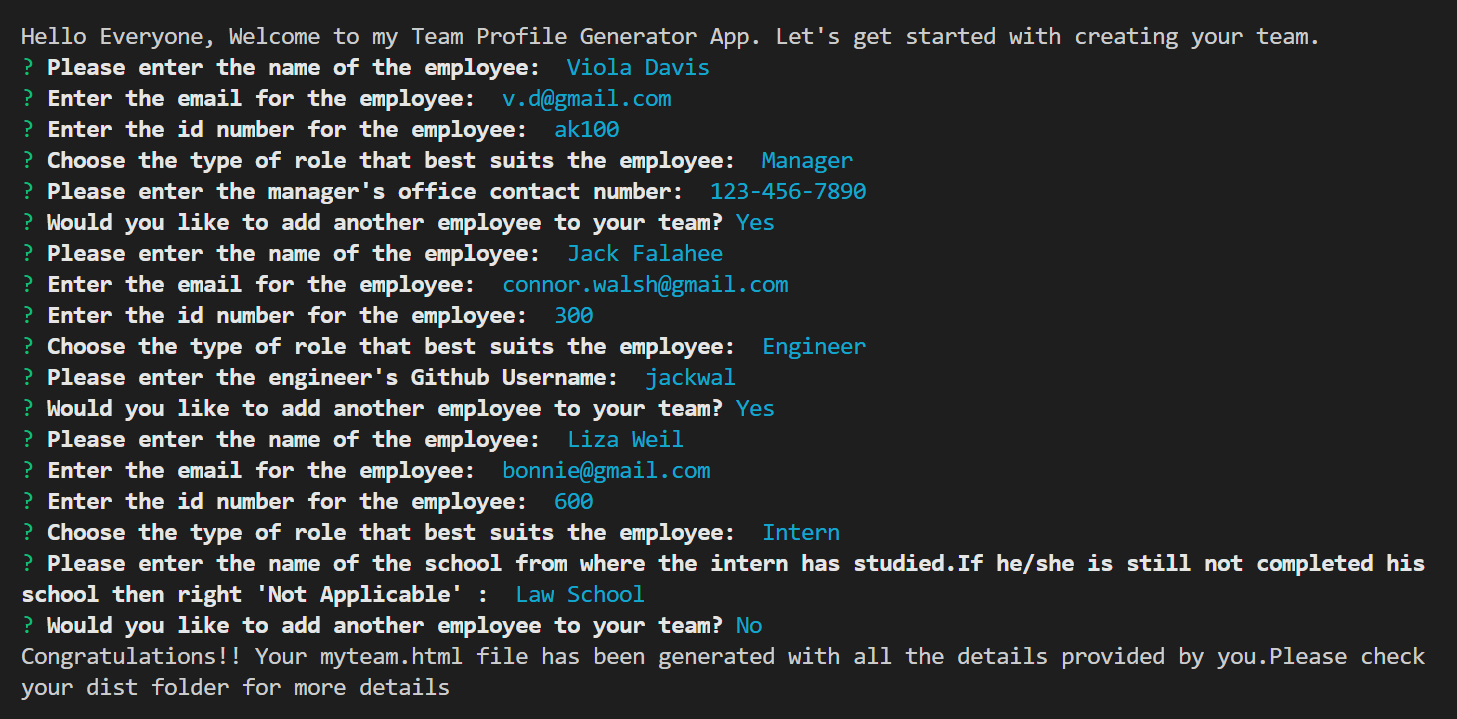 Hello Everyone, Welcome to my Team Profile Generator App. Let's get started with creating your team.
? Please enter the name of the employee:  Viola Davis
? Enter the email for the employee:  v.d@gmail.com
? Enter the id number for the employee:  ak100
? Choose the type of role that best suits the employee:  Manager
? Please enter the manager's office contact number:  123-456-7890
? Would you like to add another employee to your team? Yes
? Please enter the name of the employee:  Jack Falahee
? Enter the email for the employee:  connor.walsh@gmail.com
? Enter the id number for the employee:  300
? Choose the type of role that best suits the employee:  Engineer
? Please enter the engineer's Github Username:  jackwal
? Would you like to add another employee to your team? Yes
? Please enter the name of the employee:  Liza Weil
? Enter the email for the employee:  bonnie@gmail.com
? Enter the id number for the employee:  600
? Choose the type of role that best suits the employee:  Intern
? Please enter the name of the school from where the intern has studied.If he/she is still not completed his
school then right 'Not Applicable' :  Law School
? Would you like to add another employee to your team? No
Congratulations!! Your myteam.html file has been generated with all the details provided by you.Please check
your dist folder for more details